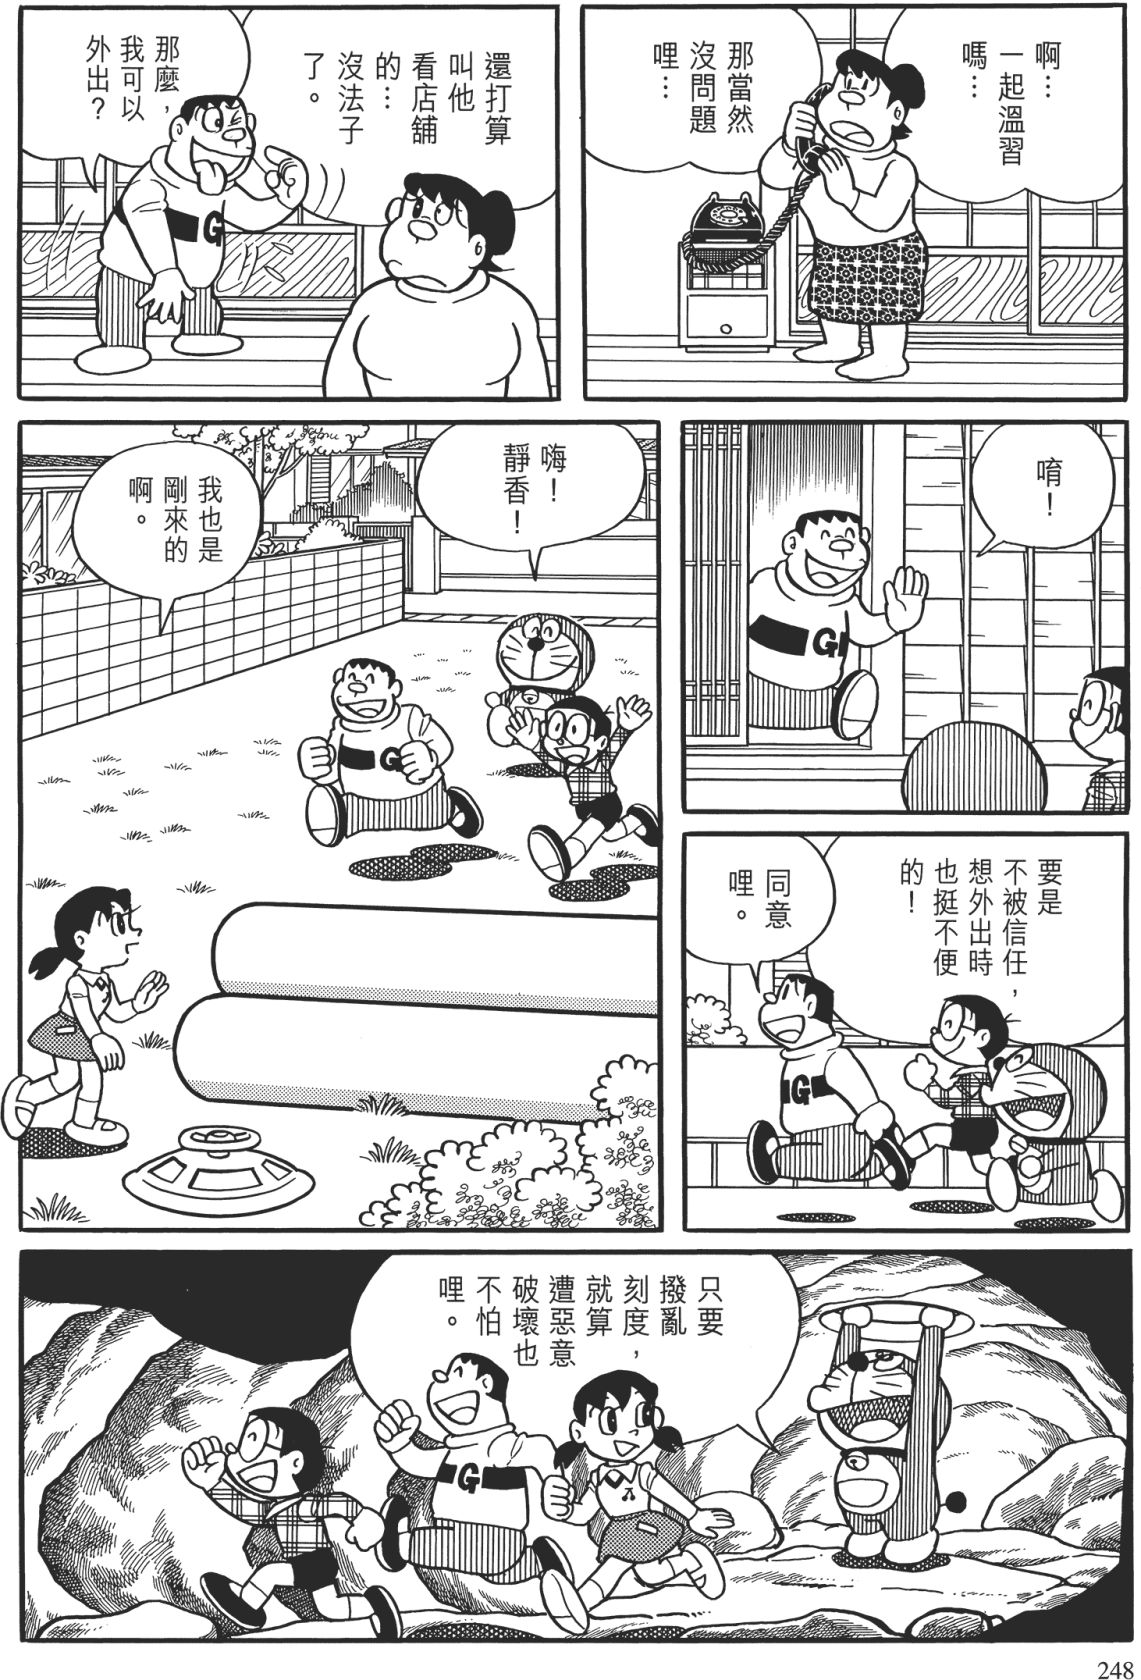 啊…
一起溫習
嗎…
那當然
沒問題
哩…
還打算
叫他
看店舖
的…
沒法子
了。
那麼，
我可以
外出？
G
唷！
G
嗨！
靜香！
我也是
剛來的
啊。
G
要是
不被信任，
想外出時
也挺不便
的！
同意
哩。
G
只要
撥亂
刻度，
就算
遭惡意
破壞也
不怕
哩。
G
248